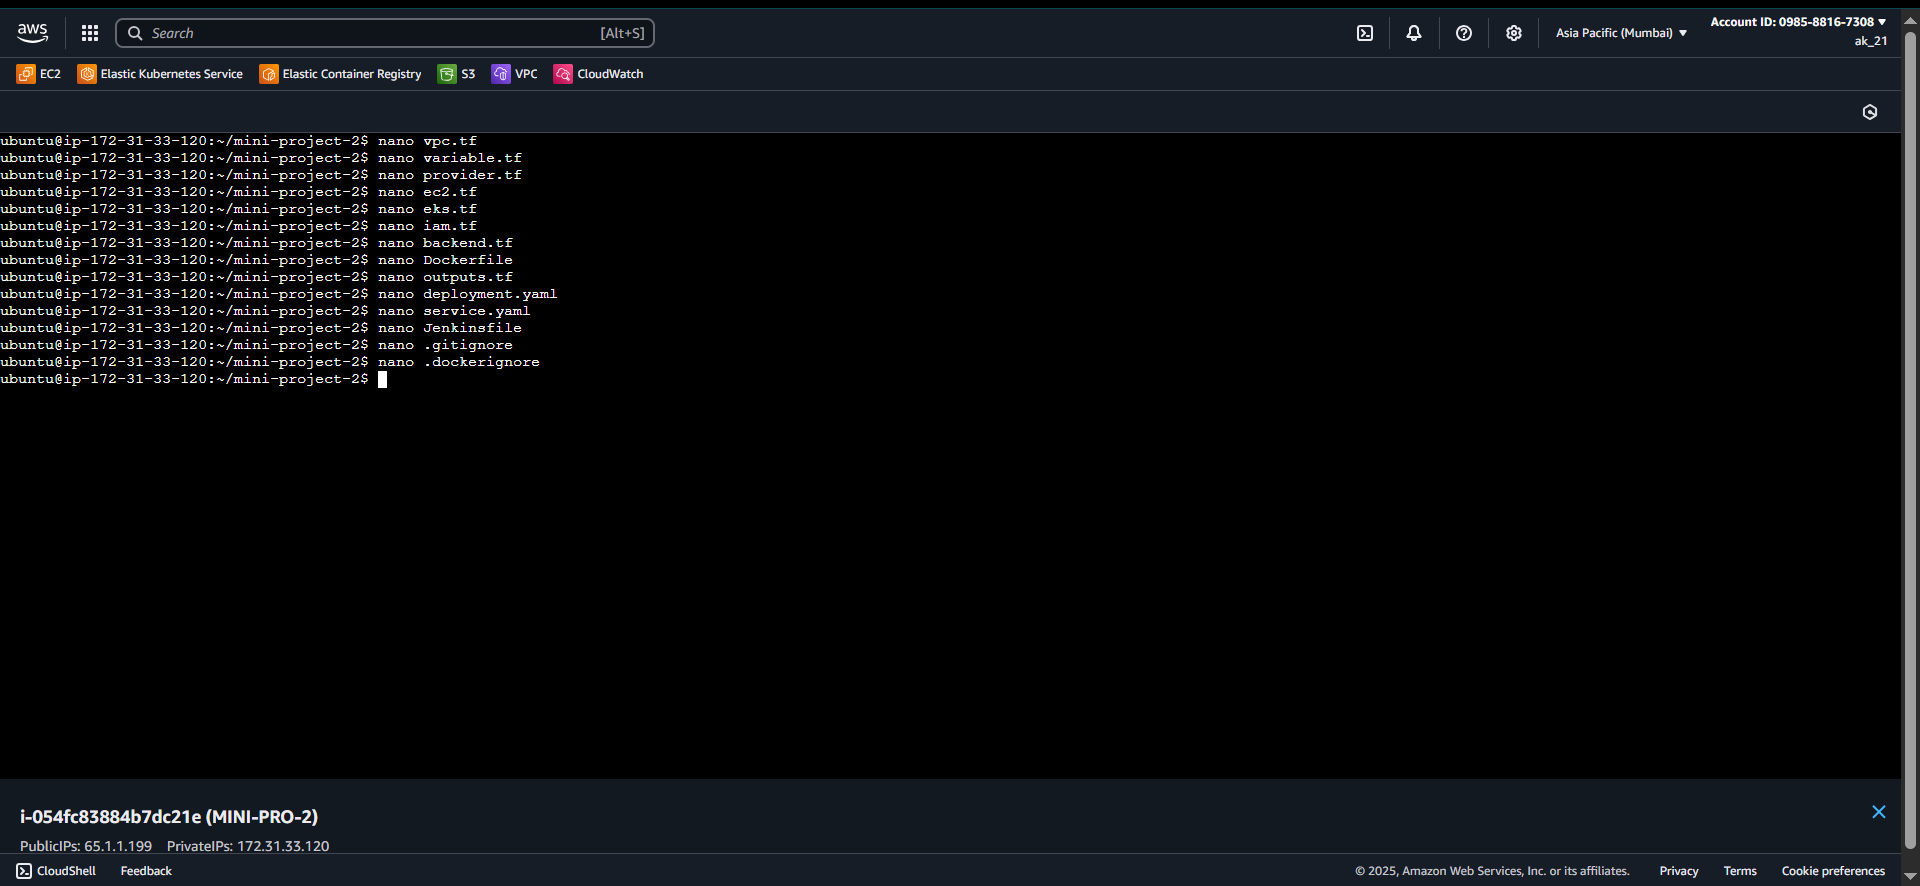 aws
Search [Alt+S]
Asia Pacific (Mumbai)
Account ID: 0985-8816-7308
ak_21
EC2 Elastic Kubernetes Service Elastic Container Registry S3 VPC CloudWatch
ubuntu@ip-172-31-33-120:~/mini-project-2$ nano vpc.tf
ubuntu@ip-172-31-33-120:~/mini-project-2$ nano variable.tf
ubuntu@ip-172-31-33-120:~/mini-project-2$ nano provider.tf
ubuntu@ip-172-31-33-120:~/mini-project-2$ nano ec2.tf
ubuntu@ip-172-31-33-120:~/mini-project-2$ nano eks.tf
ubuntu@ip-172-31-33-120:~/mini-project-2$ nano iam.tf
ubuntu@ip-172-31-33-120:~/mini-project-2$ nano backend.tf
ubuntu@ip-172-31-33-120:~/mini-project-2$ nano Dockerfile
ubuntu@ip-172-31-33-120:~/mini-project-2$ nano outputs.tf
ubuntu@ip-172-31-33-120:~/mini-project-2$ nano deployment.yaml
ubuntu@ip-172-31-33-120:~/mini-project-2$ nano service.yaml
ubuntu@ip-172-31-33-120:~/mini-project-2$ nano Jenkinsfile
ubuntu@ip-172-31-33-120:~/mini-project-2$ nano .gitignore
ubuntu@ip-172-31-33-120:~/mini-project-2$ nano .dockerignore
ubuntu@ip-172-31-33-120:~/mini-project-2$
i-054fc83884b7dc21e (MINI-PRO-2)
PublicIPs: 65.1.1.199 PrivateIPs: 172.31.33.120
CloudShell Feedback © 2025, Amazon Web Services, Inc. or its affiliates. Privacy Terms Cookie preferences